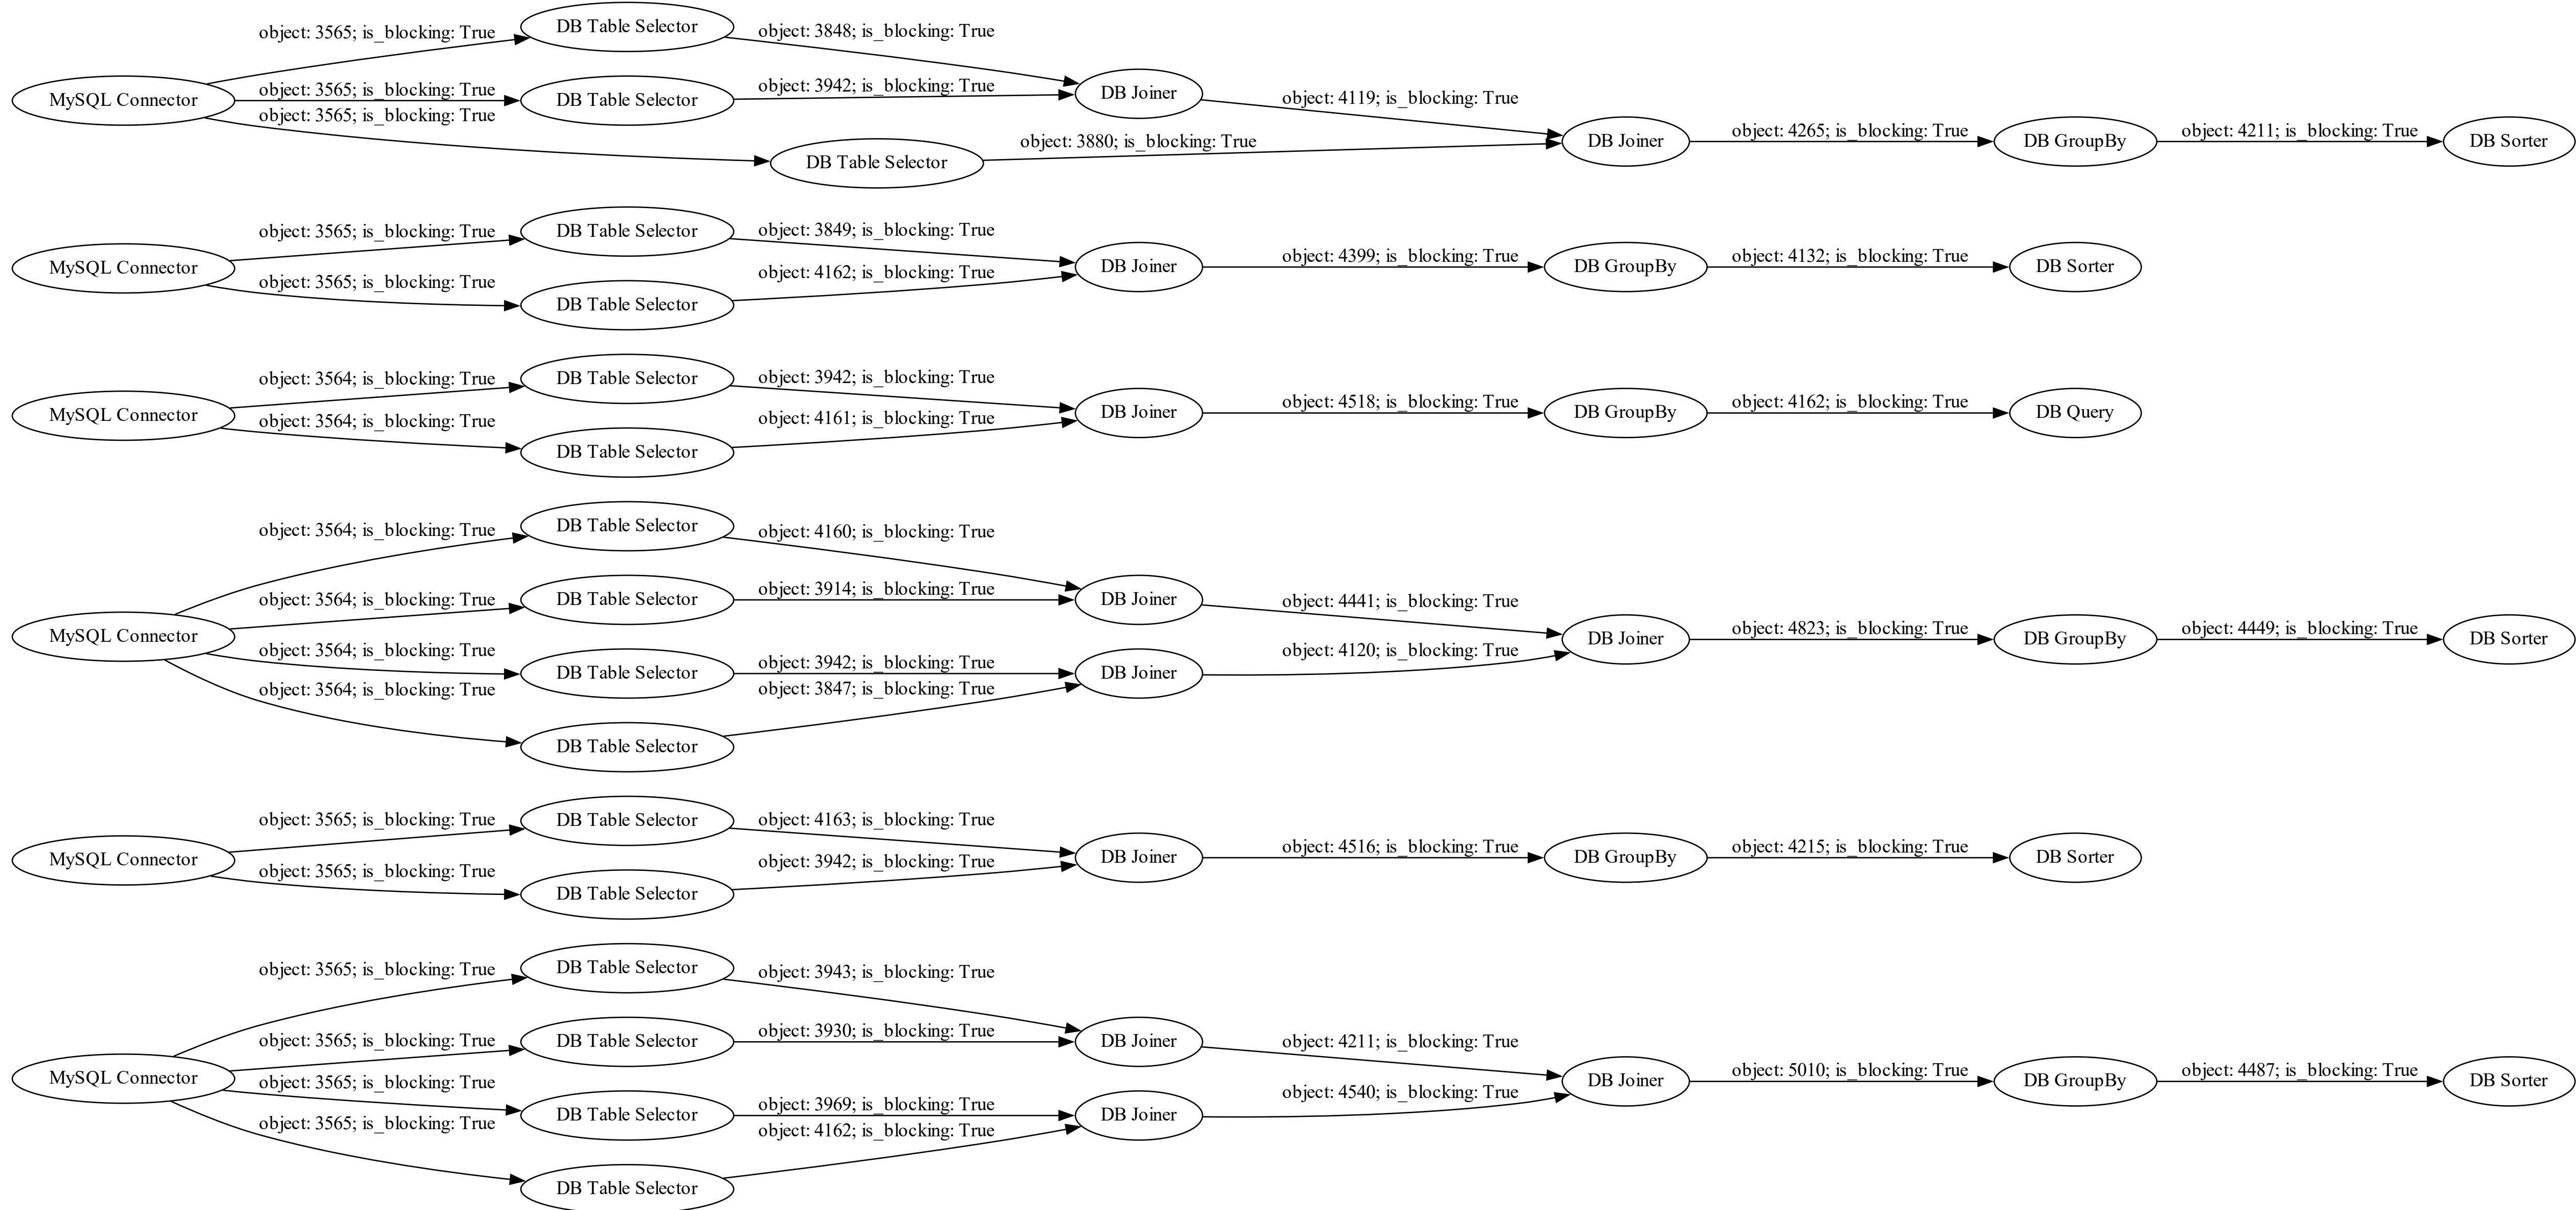 DB Table Selector
object: 3565; is_blocking: True
object: 3848; is_blocking: True
MySQL Connector
object: 3565; is_blocking: True
DB Table Selector
object: 3942; is_blocking: True
DB Joiner
object: 4119; is_blocking: True
object: 3565; is_blocking: True
DB Table Selector
object: 3880; is_blocking: True
DB Joiner
object: 4265; is_blocking: True
DB GroupBy
object: 4211; is_blocking: True
DB Sorter
object: 3565; is_blocking: True
DB Table Selector
object: 3849; is_blocking: True
MySQL Connector
object: 3565; is_blocking: True
DB Table Selector
object: 4162; is_blocking: True
DB Joiner
object: 4399; is_blocking: True
DB GroupBy
object: 4132; is_blocking: True
DB Sorter
object: 3564; is_blocking: True
DB Table Selector
object: 3942; is_blocking: True
MySQL Connector
object: 3564; is_blocking: True
DB Table Selector
object: 4161; is_blocking: True
DB Joiner
object: 4518; is_blocking: True
DB GroupBy
object: 4162; is_blocking: True
DB Query
object: 3564; is_blocking: True
DB Table Selector
object: 4160; is_blocking: True
object: 3564; is_blocking: True
DB Table Selector
object: 3914; is_blocking: True
DB Joiner
object: 4441; is_blocking: True
MySQL Connector
object: 3564; is_blocking: True
DB Table Selector
object: 3942; is_blocking: True
DB Joiner
object: 4120; is_blocking: True
object: 3564; is_blocking: True
DB Table Selector
object: 3847; is_blocking: True
DB Joiner
object: 4823; is_blocking: True
DB GroupBy
object: 4449; is_blocking: True
DB Sorter
object: 3565; is_blocking: True
DB Table Selector
object: 4163; is_blocking: True
MySQL Connector
object: 3565; is_blocking: True
DB Table Selector
object: 3942; is_blocking: True
DB Joiner
object: 4516; is_blocking: True
DB GroupBy
object: 4215; is_blocking: True
DB Sorter
object: 3565; is_blocking: True
DB Table Selector
object: 3943; is_blocking: True
object: 3565; is_blocking: True
DB Table Selector
object: 3930; is_blocking: True
DB Joiner
object: 4211; is_blocking: True
MySQL Connector
object: 3565; is_blocking: True
DB Table Selector
object: 3969; is_blocking: True
DB Joiner
object: 4540; is_blocking: True
object: 3565; is_blocking: True
DB Table Selector
object: 4162; is_blocking: True
DB Joiner
object: 5010; is_blocking: True
DB GroupBy
object: 4487; is_blocking: True
DB Sorter